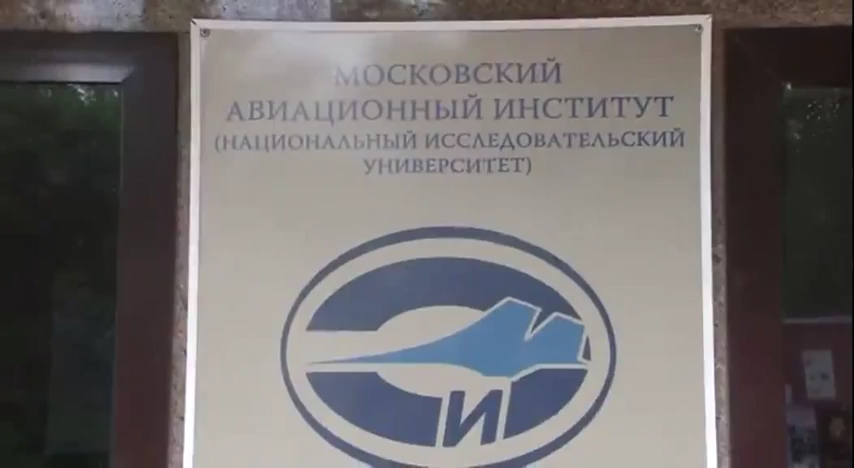 МОСКОВСКИЙ
АВИАЦИОННЫЙ ИНСТИТУТ
(НАЦИОНАЛЬНЫЙ ИССЛЕДОВАТЕЛЬСКИЙ
УНИВЕРСИТЕТ)
И